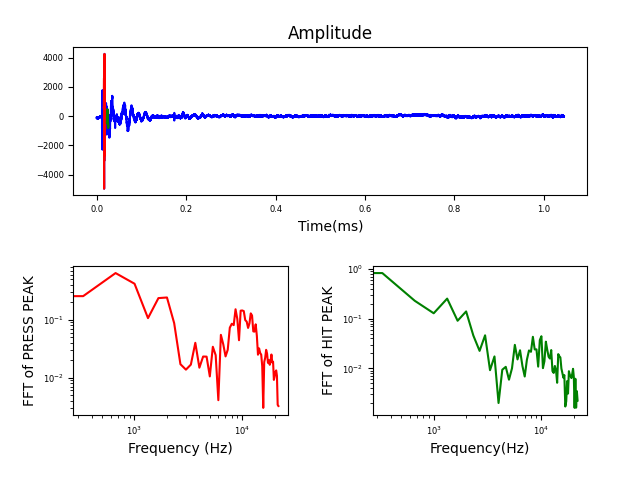 Amplitude
4000
2000
0
−2000
−4000
0.0 0.2 0.4 0.6 0.8 1.0
Time(ms)
FFT of PRESS PEAK
10⁻¹
10⁻²
10³ 10⁴
Frequency (Hz)
FFT of HIT PEAK
10⁰
10⁻¹
10⁻²
10³ 10⁴
Frequency(Hz)